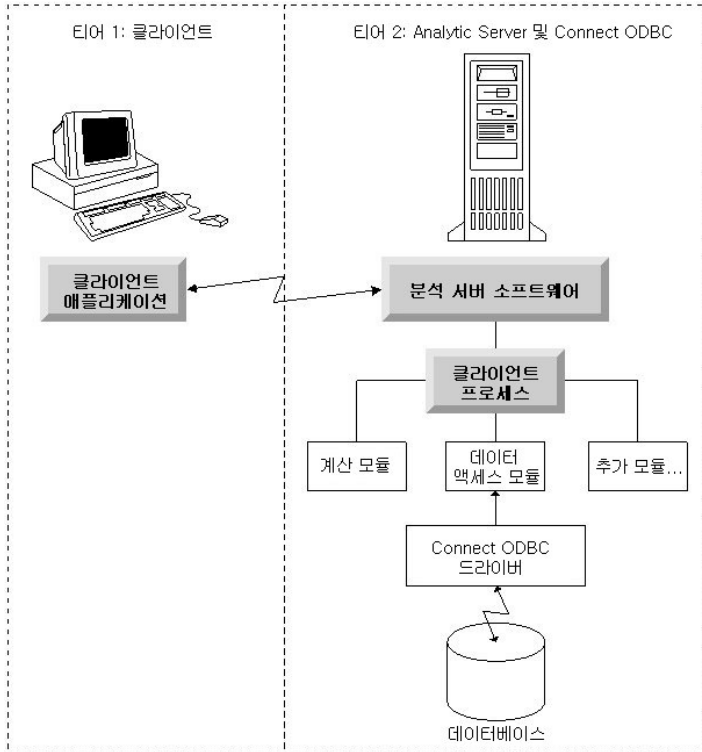 티어 1: 클라이언트
티어 2: Analytic Server 및 Connect ODBC
클라이언트
애플리케이션
분석 서버 소프트웨어
클라이언트
프로세스
계산 모듈
데이터
액세스 모듈
추가 모듈...
Connect ODBC
드라이버
데이터베이스